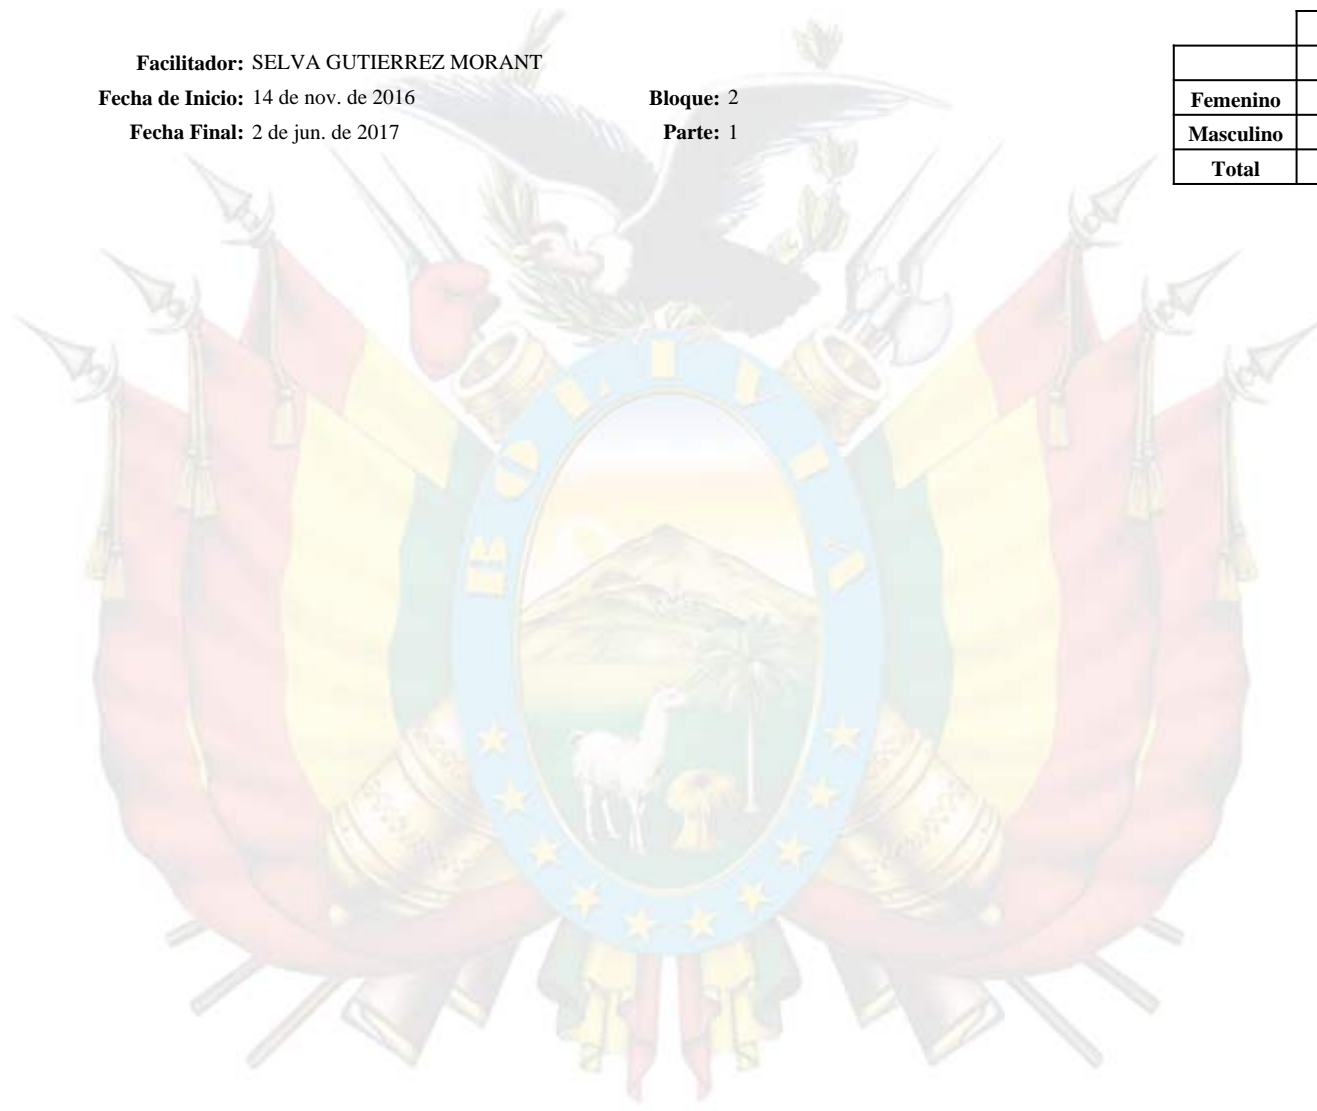 Facilitador: SELVA GUTIERREZ MORANT
Fecha de Inicio: 14 de nov. de 2016 Bloque: 2
Fecha Final: 2 de jun. de 2017 Parte: 1
Femenino
Masculino
Total
BOLIVIA